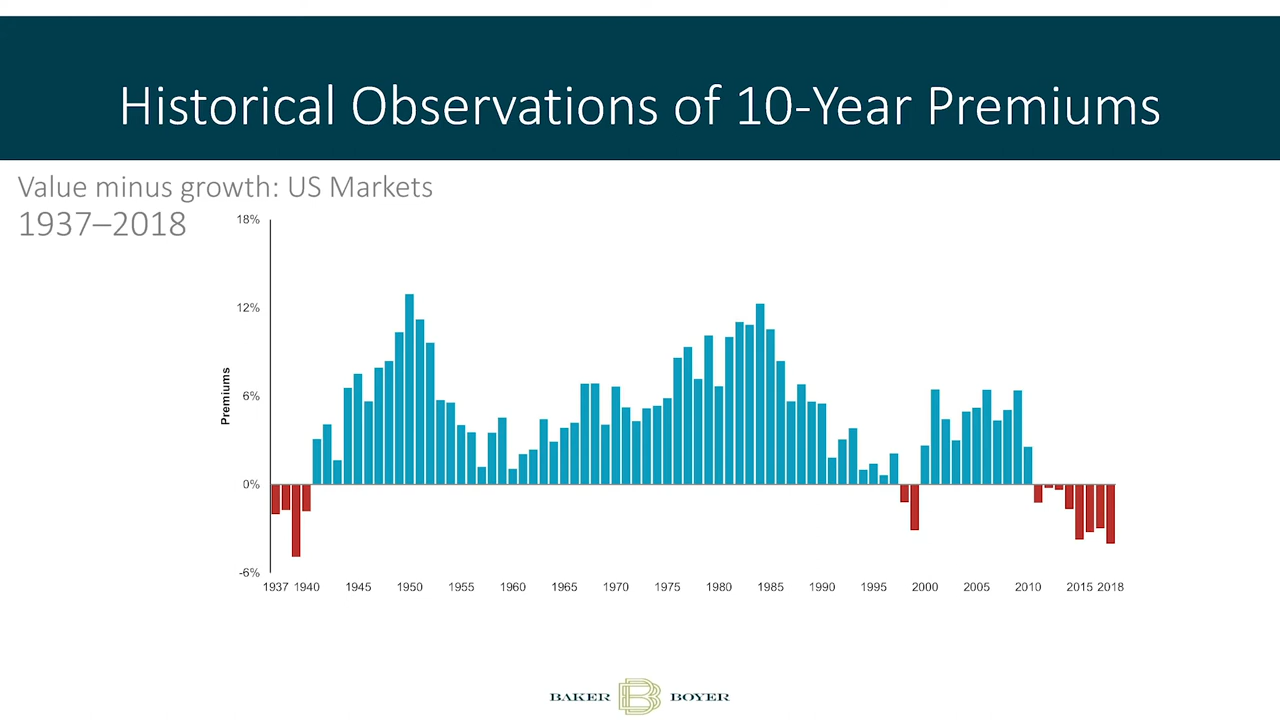 Historical Observations of 10-Year Premiums
Value minus growth: US Markets
1937–2018
18%
12%
6%
0%
-6%
Premiums
1937 1940 1945 1950 1955 1960 1965 1970 1975 1980 1985 1990 1995 2000 2005 2010 2015 2018
BAKER BOYER